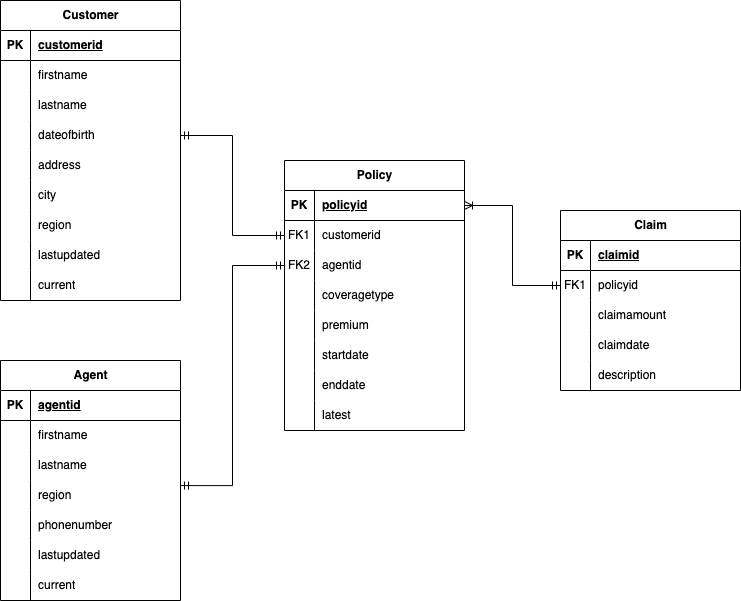 Customer
PK customerid
firstname
lastname
dateofbirth
address
city
region
lastupdated
current
Agent
PK agentid
firstname
lastname
region
phonenumber
lastupdated
current
Policy
PK policyid
FK1 customerid
FK2 agentid
coveragetype
premium
startdate
enddate
latest
Claim
PK claimid
FK1 policyid
claimamount
claimdate
description